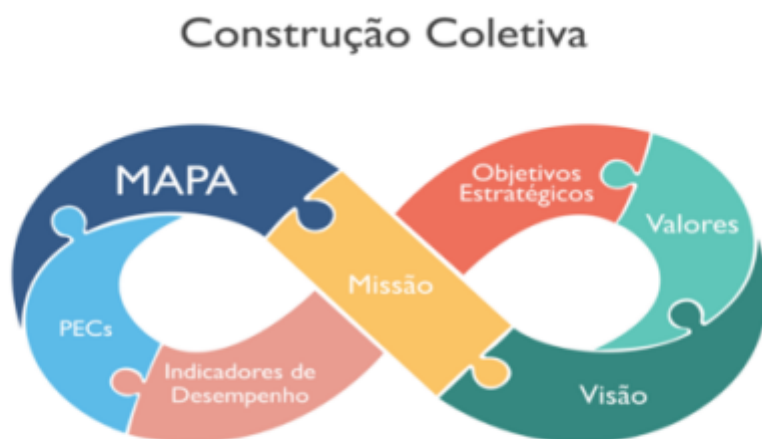 Construção Coletiva
MAPA
Objetivos
Estratégicos
Valores
Missão
PECs
Indicadores de
Desempenho
Visão